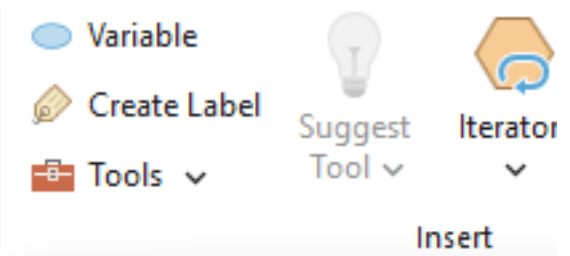 Variable
Create Label
Tools
Suggest
Tool
Iterator
Insert